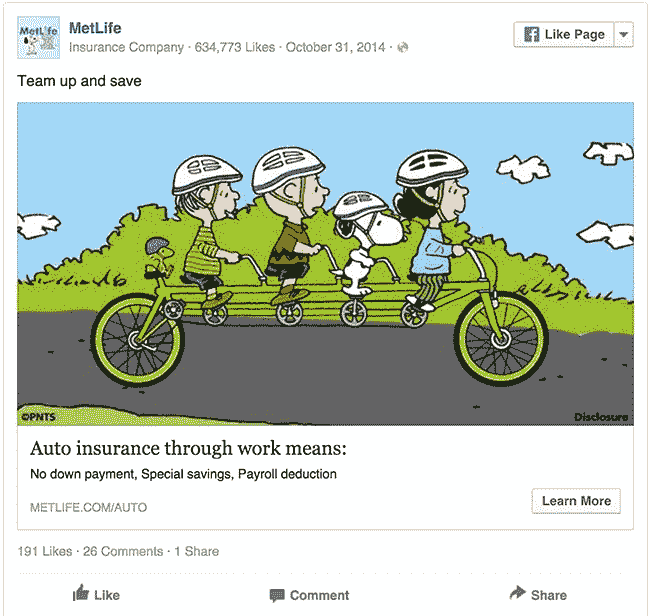 MetLife
MetLife
Insurance Company · 634,773 Likes · October 31, 2014 ·
Like Page
Team up and save
©PNTS
Disclosure
Auto insurance through work means:
No down payment, Special savings, Payroll deduction
METLIFE.COM/AUTO
Learn More
191 Likes · 26 Comments · 1 Share
Like
Comment
Share